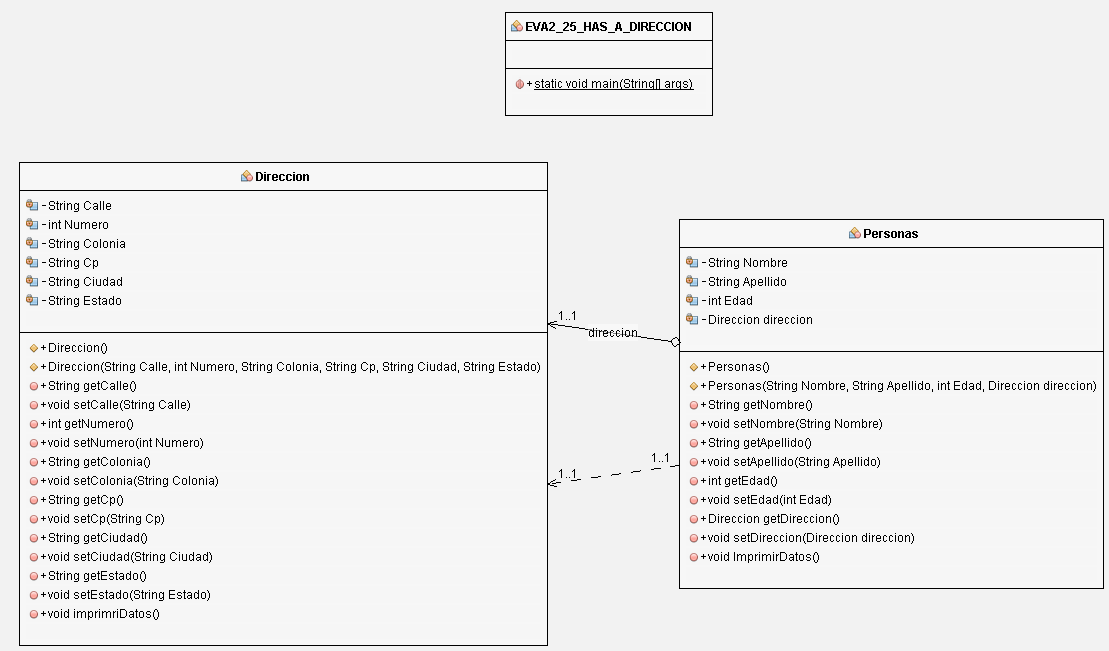 EVA2_25_HAS_A_DIRECCION
+static void main(String[] args)
Direccion
-String Calle
-int Numero
-String Colonia
-String Cp
-String Ciudad
-String Estado
+Direccion()
+Direccion(String Calle, int Numero, String Colonia, String Cp, String Ciudad, String Estado)
+String getCalle()
+void setCalle(String Calle)
+int getNumero()
+void setNumero(int Numero)
+String getColonia()
+void setColonia(String Colonia)
+String getCp()
+void setCp(String Cp)
+String getCiudad()
+void setCiudad(String Ciudad)
+String getEstado()
+void setEstado(String Estado)
+void imprimriDatos()
1..1
direccion
1..1
1..1
Personas
-String Nombre
-String Apellido
-int Edad
-Direccion direccion
+Personas()
+Personas(String Nombre, String Apellido, int Edad, Direccion direccion)
+String getNombre()
+void setNombre(String Nombre)
+String getApellido()
+void setApellido(String Apellido)
+int getEdad()
+void setEdad(int Edad)
+Direccion getDireccion()
+void setDireccion(Direccion direccion)
+void ImprimirDatos()